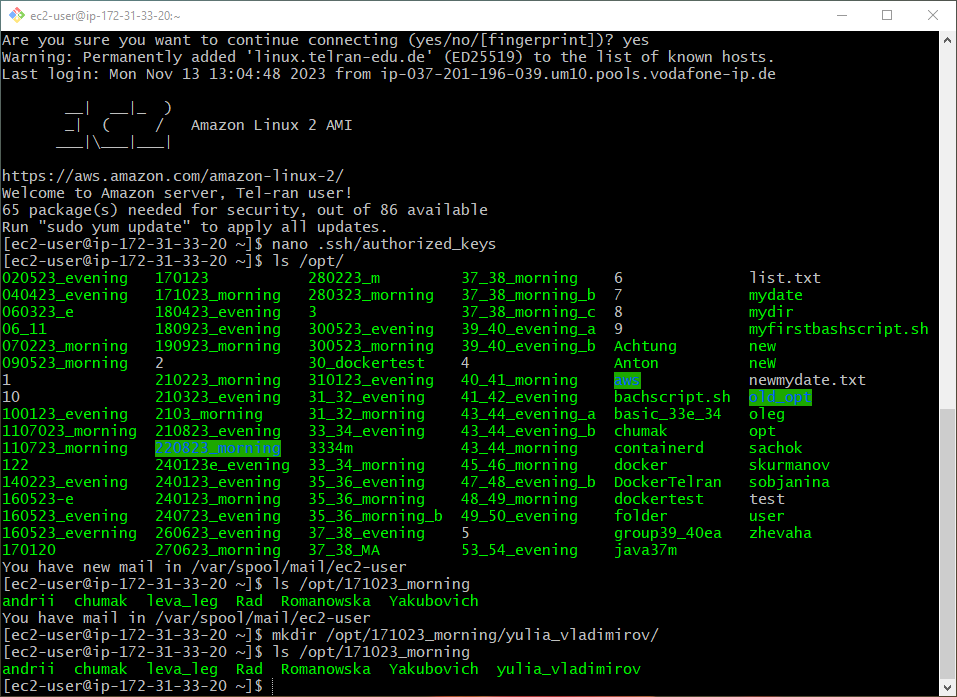 ec2-user@ip-172-31-33-20:~
Are you sure you want to continue connecting (yes/no/[fingerprint])? yes
Warning: Permanently added 'linux.telran-edu.de' (ED25519) to the list of known hosts.
Last login: Mon Nov 13 13:04:48 2023 from ip-037-201-196-039.um10.pools.vodafone-ip.de
       __|  __|_  )
       _|  (     /   Amazon Linux 2 AMI
      ___|\___|___|
https://aws.amazon.com/amazon-linux-2/
Welcome to Amazon server, Tel-ran user!
65 package(s) needed for security, out of 86 available
Run "sudo yum update" to apply all updates.
[ec2-user@ip-172-31-33-20 ~]$ nano .ssh/authorized_keys
[ec2-user@ip-172-31-33-20 ~]$ ls /opt/
020523_evening   170123           280223_m         37_38_morning    6              list.txt
040423_evening   171023_morning   280323_morning   37_38_morning_b  7              mydate
060323_e         180423_evening   3                37_38_morning_c  8              mydir
06_11            180923_evening   300523_evening   39_40_evening_a  9              myfirstbashscript.sh
070223_morning   190923_morning   300523_morning   39_40_evening_b  Achtung        new
090523_morning   2                30_dockertest    4                Anton          neW
1                210223_morning   310123_evening   40_41_morning    aws            newmydate.txt
10               210323_evening   31_32_evening    41_42_evening    bachscript.sh  old_opt
100123_evening   2103_morning     31_32_morning    43_44_evening_a  basic_33e_34   oleg
1107023_morning  210823_evening   33_34_evening    43_44_evening_b  chumak         opt
110723_morning   220823_morning   3334m            43_44_morning    containerd     sachok
122              240123e_evening  33_34_morning    45_46_morning    docker         skurmanov
140223_evening   240123_evening   35_36_evening    47_48_evening_b  DockerTelran   sobjanina
160523-e         240123_morning   35_36_morning    48_49_morning    dockertest     test
160523_evening   240723_evening   35_36_morning_b  49_50_evening    folder         user
160523_everning  260623_evening   37_38_evening    5                group39_40ea   zhevaha
170120           270623_morning   37_38_MA         53_54_evening    java37m
You have new mail in /var/spool/mail/ec2-user
[ec2-user@ip-172-31-33-20 ~]$ ls /opt/171023_morning
andrii  chumak  leva_leg  Rad  Romanowska  Yakubovich
You have mail in /var/spool/mail/ec2-user
[ec2-user@ip-172-31-33-20 ~]$ mkdir /opt/171023_morning/yulia_vladimirov/
[ec2-user@ip-172-31-33-20 ~]$ ls /opt/171023_morning
andrii  chumak  leva_leg  Rad  Romanowska  Yakubovich  yulia_vladimirov
[ec2-user@ip-172-31-33-20 ~]$